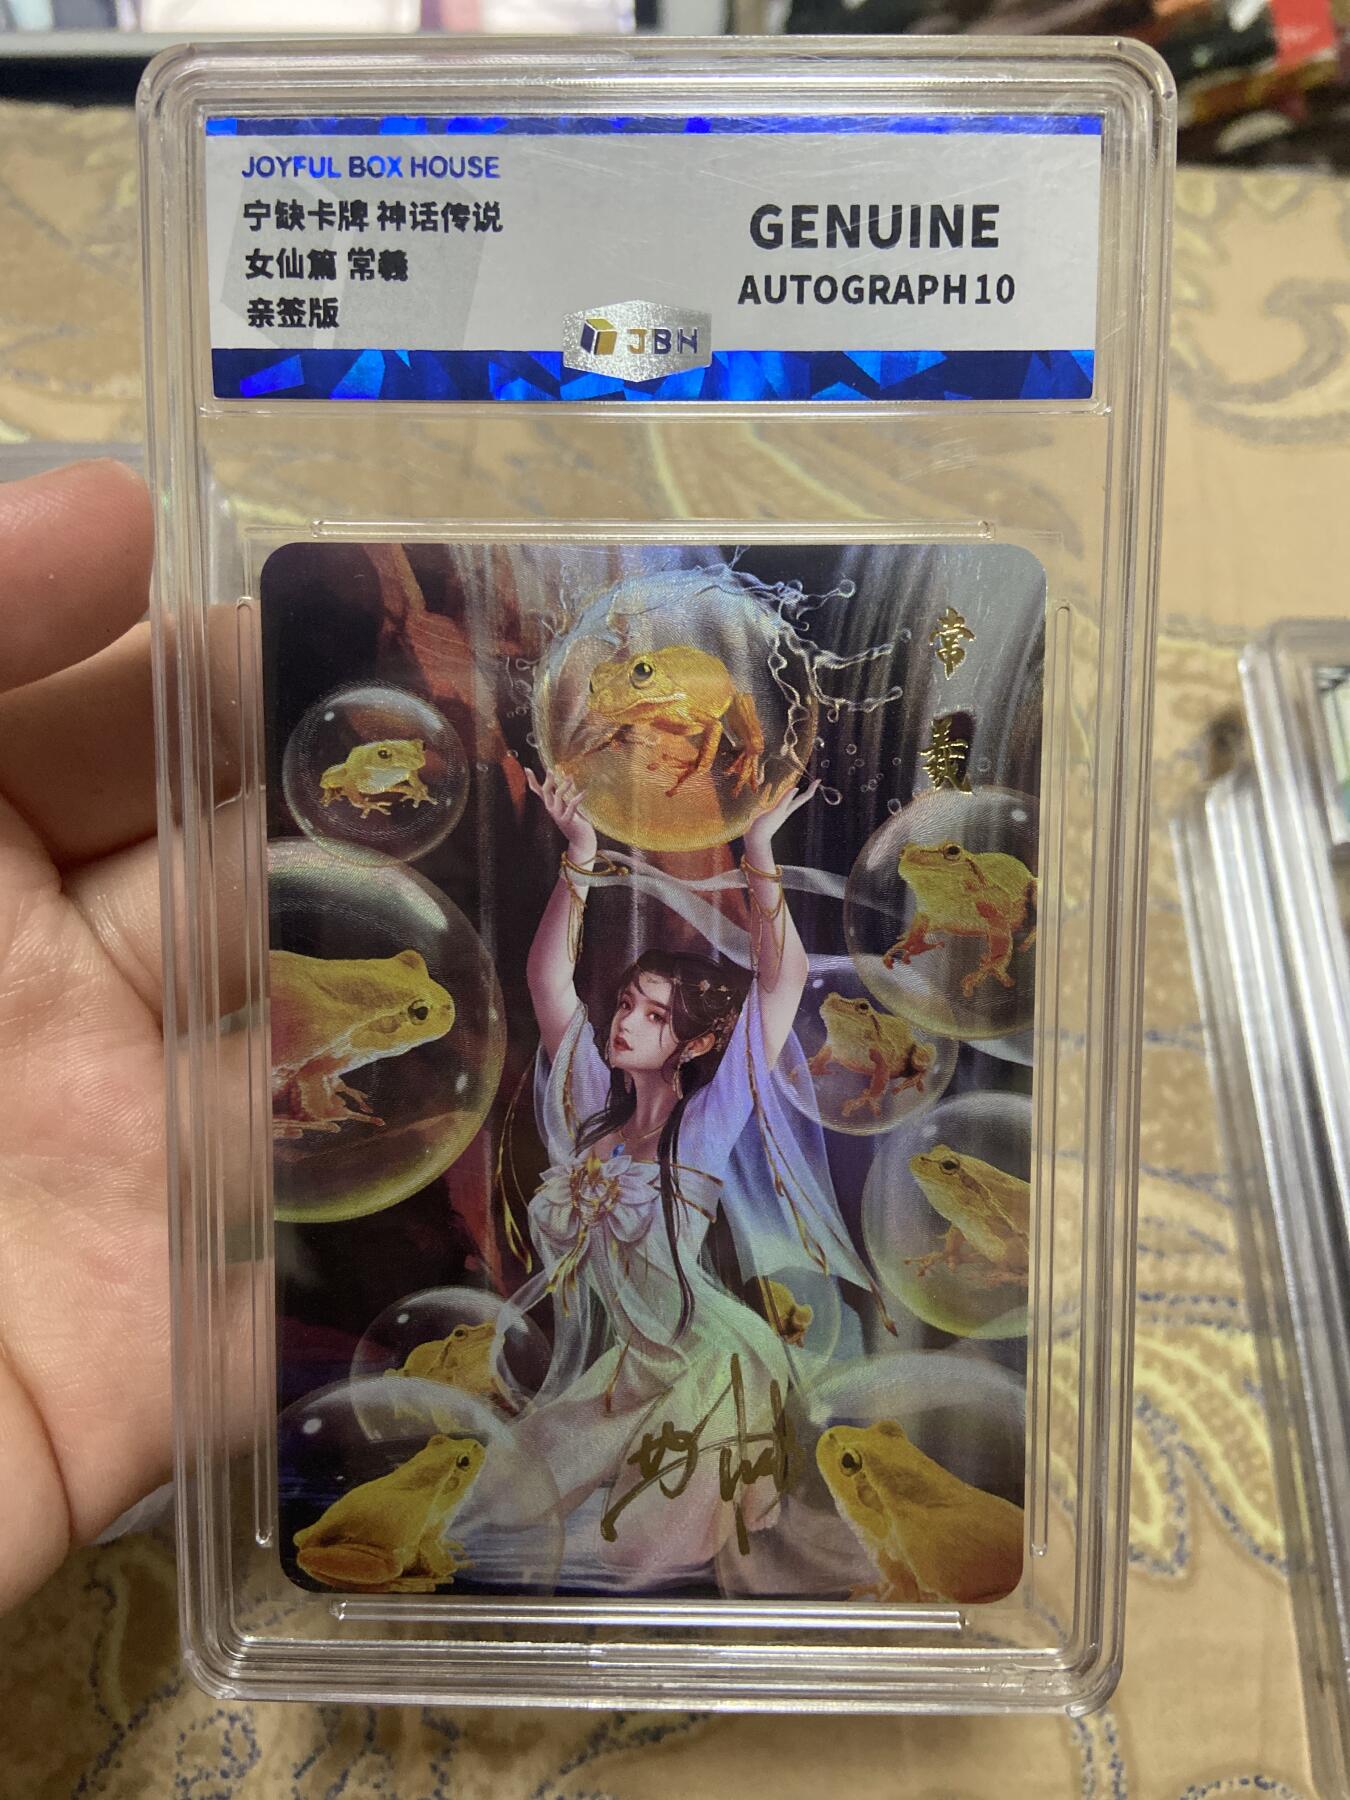 JOYFUL BOX HOUSE
宁缺卡牌 神话传说
女仙篇 常羲
亲签版
GENUINE
AUTOGRAPH 10
JBH
常
羲